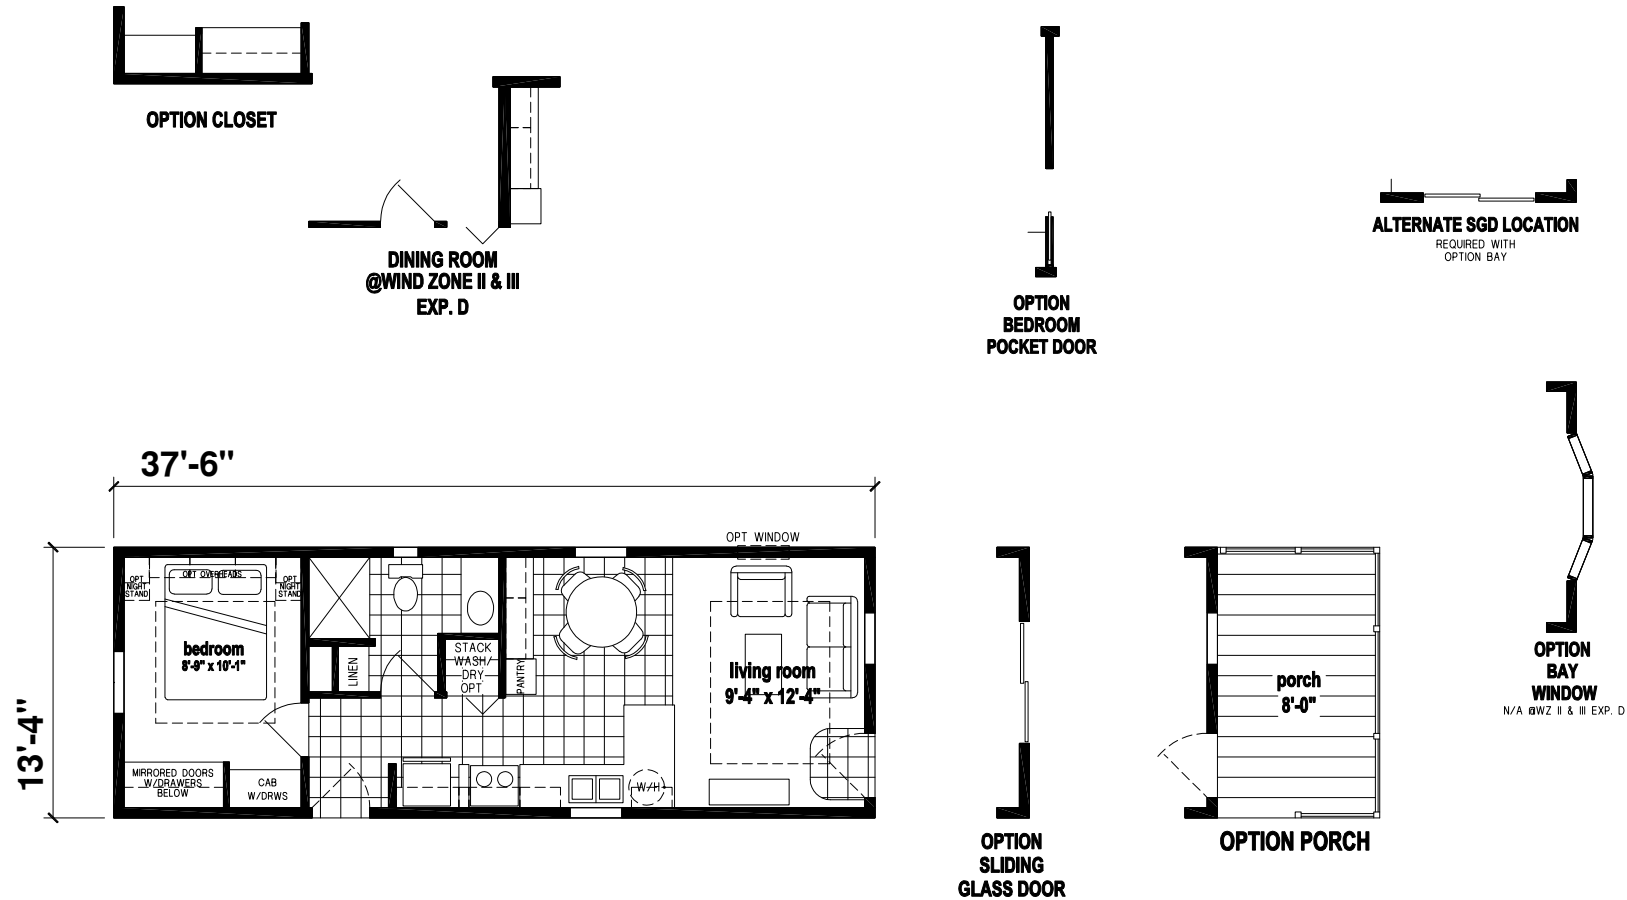 OPTION CLOSET
DINING ROOM
@WIND ZONE II & III
EXP. D
OPTION
BEDROOM
POCKET DOOR
ALTERNATE SGD LOCATION
REQUIRED WITH
OPTION BAY
37'-6"
13'-4"
OPT WINDOW
OPT
NIGHT
STAND
OPT OVERHEADS
OPT
NIGHT
STAND
bedroom
8'-9" x 10'-1"
MIRRORED DOORS
W/DRAWERS
BELOW
CAB
W/DRWS
LINEN
STACK
WASH/
DRY
OPT
PANTRY
W/H
living room
9'-4" x 12'-4"
OPTION
SLIDING
GLASS DOOR
porch
8'-0"
OPTION PORCH
OPTION
BAY
WINDOW
N/A @WZ II & III EXP. D